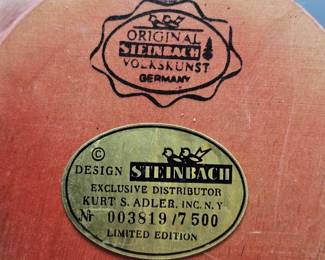 ORIGINAL
STEINBACH
VOLKSKUNST
GERMANY
©
DESIGN STEINBACH
EXCLUSIVE DISTRIBUTOR
KURT S. ADLER, INC. N.Y
Nr 003819/7500
LIMITED EDITION